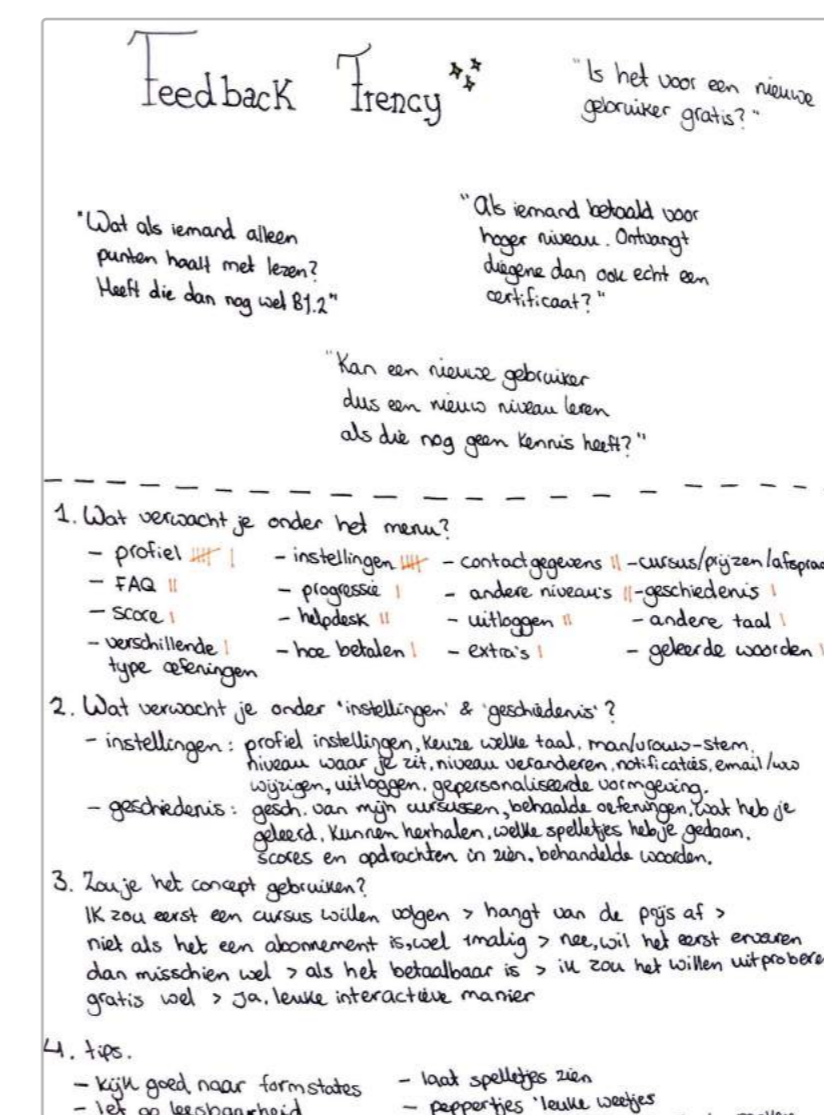 Feedback Trency
"Is het voor een nieuwe
gebruiker gratis?"
"Wat als iemand alleen
punten haalt met lezen?
Heeft die dan nog wel B1.2"
"Als iemand betaald voor
hoger niveau. Ontvangt
diegene dan ook echt een
certificaat?"
"Kan een nieuwe gebruiker
dus een nieuw niveau leren
als die nog geen kennis heeft?"
1. Wat verwacht je onder het menu?
- profiel - instellingen - contactgegevens - cursus/prijzen/afspraa
- FAQ - progressie - andere niveau's - geschiedenis
- score - helpdesk - uitloggen - andere taal
- verschillende - hoe betalen - extra's - geleerde woorden
type oefeningen
2. Wat verwacht je onder 'instellingen' & 'geschiedenis'?
- instellingen: profiel instellingen, keuze welke taal, man/vrouw-stem,
niveau waar je zit, niveau veranderen, notificaties, email/ww
wijzigen, uitloggen, gepersonaliseerde vormgeving.
- geschiedenis: gesch. van mijn cursussen, behaalde oefeningen, wat heb je
geleerd, kunnen herhalen, welke spelletjes heb je gedaan,
scores en opdrachten in zien, behandelde woorden.
3. Zou je het concept gebruiken?
Ik zou eerst een cursus willen volgen > hangt van de prijs af >
niet als het een abonnement is, wel 1malig > nee, wil het eerst ervaren
dan misschien wel > als het betaalbaar is > ik zou het willen uitprobere
gratis wel > Ja, leuke interactieve manier
4. tips.
- kijk goed naar formstates - laat spelletjes zien
- let op leesbaarheid - peppertjes 'leuke weetjes